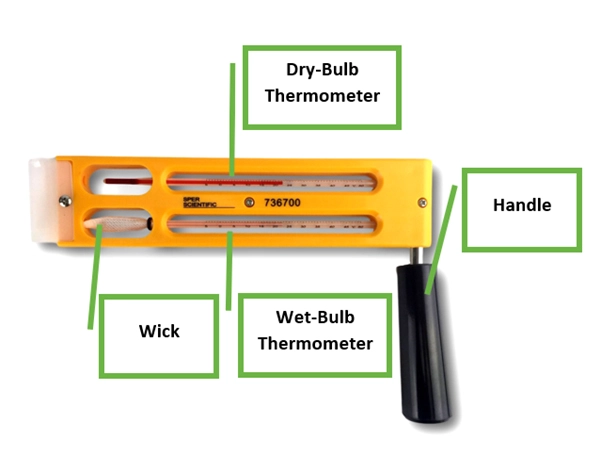 Dry-Bulb
Thermometer
Handle
SPER
SCIENTIFIC
736700
Wick
Wet-Bulb
Thermometer